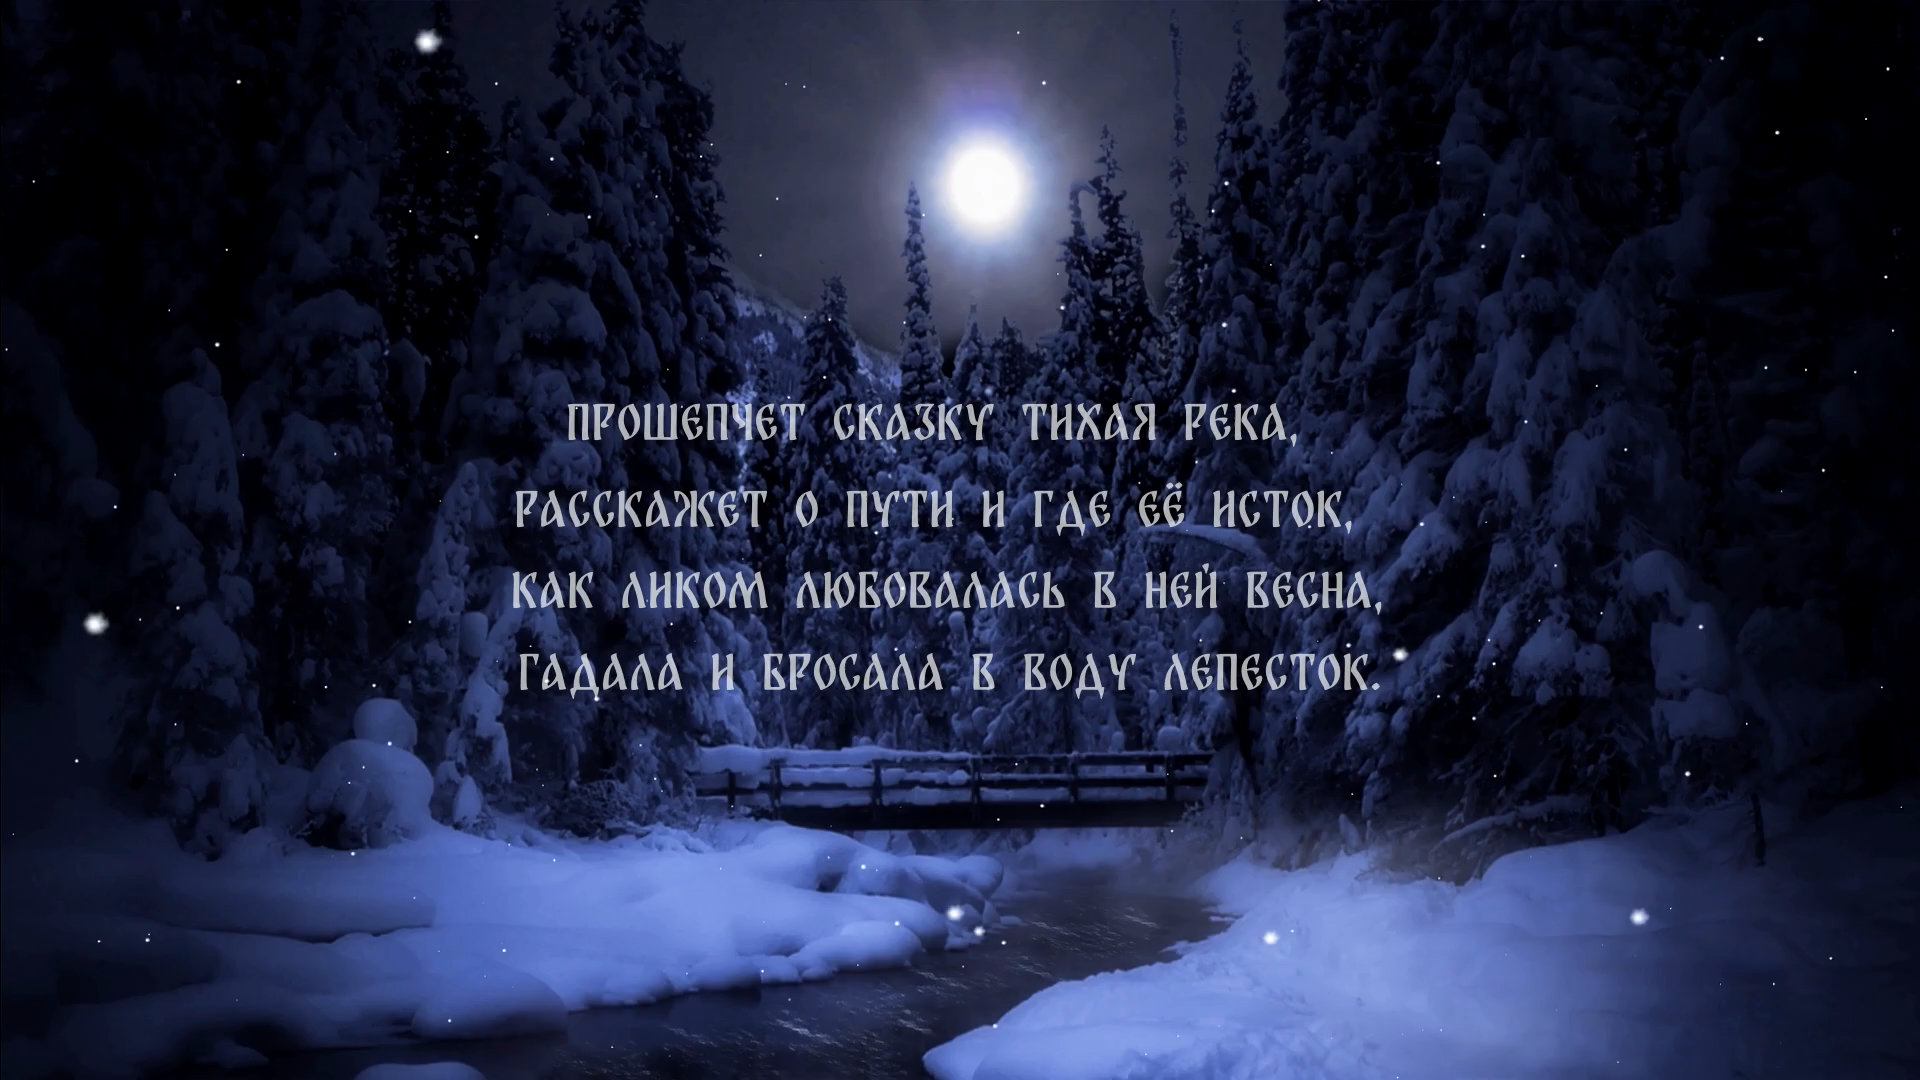 ПРОШЕПЧЕТ СКАЗКУ ТИХАЯ РЕКА,
РАССКАЖЕТ О ПУТИ И ГДЕ ЕЁ ИСТОК,
КАК ЛИКОМ ЛЮБОВАЛАСЬ В НЕЙ ВЕСНА,
ГАДАЛА И БРОСАЛА В ВОДУ ЛЕПЕСТОК.